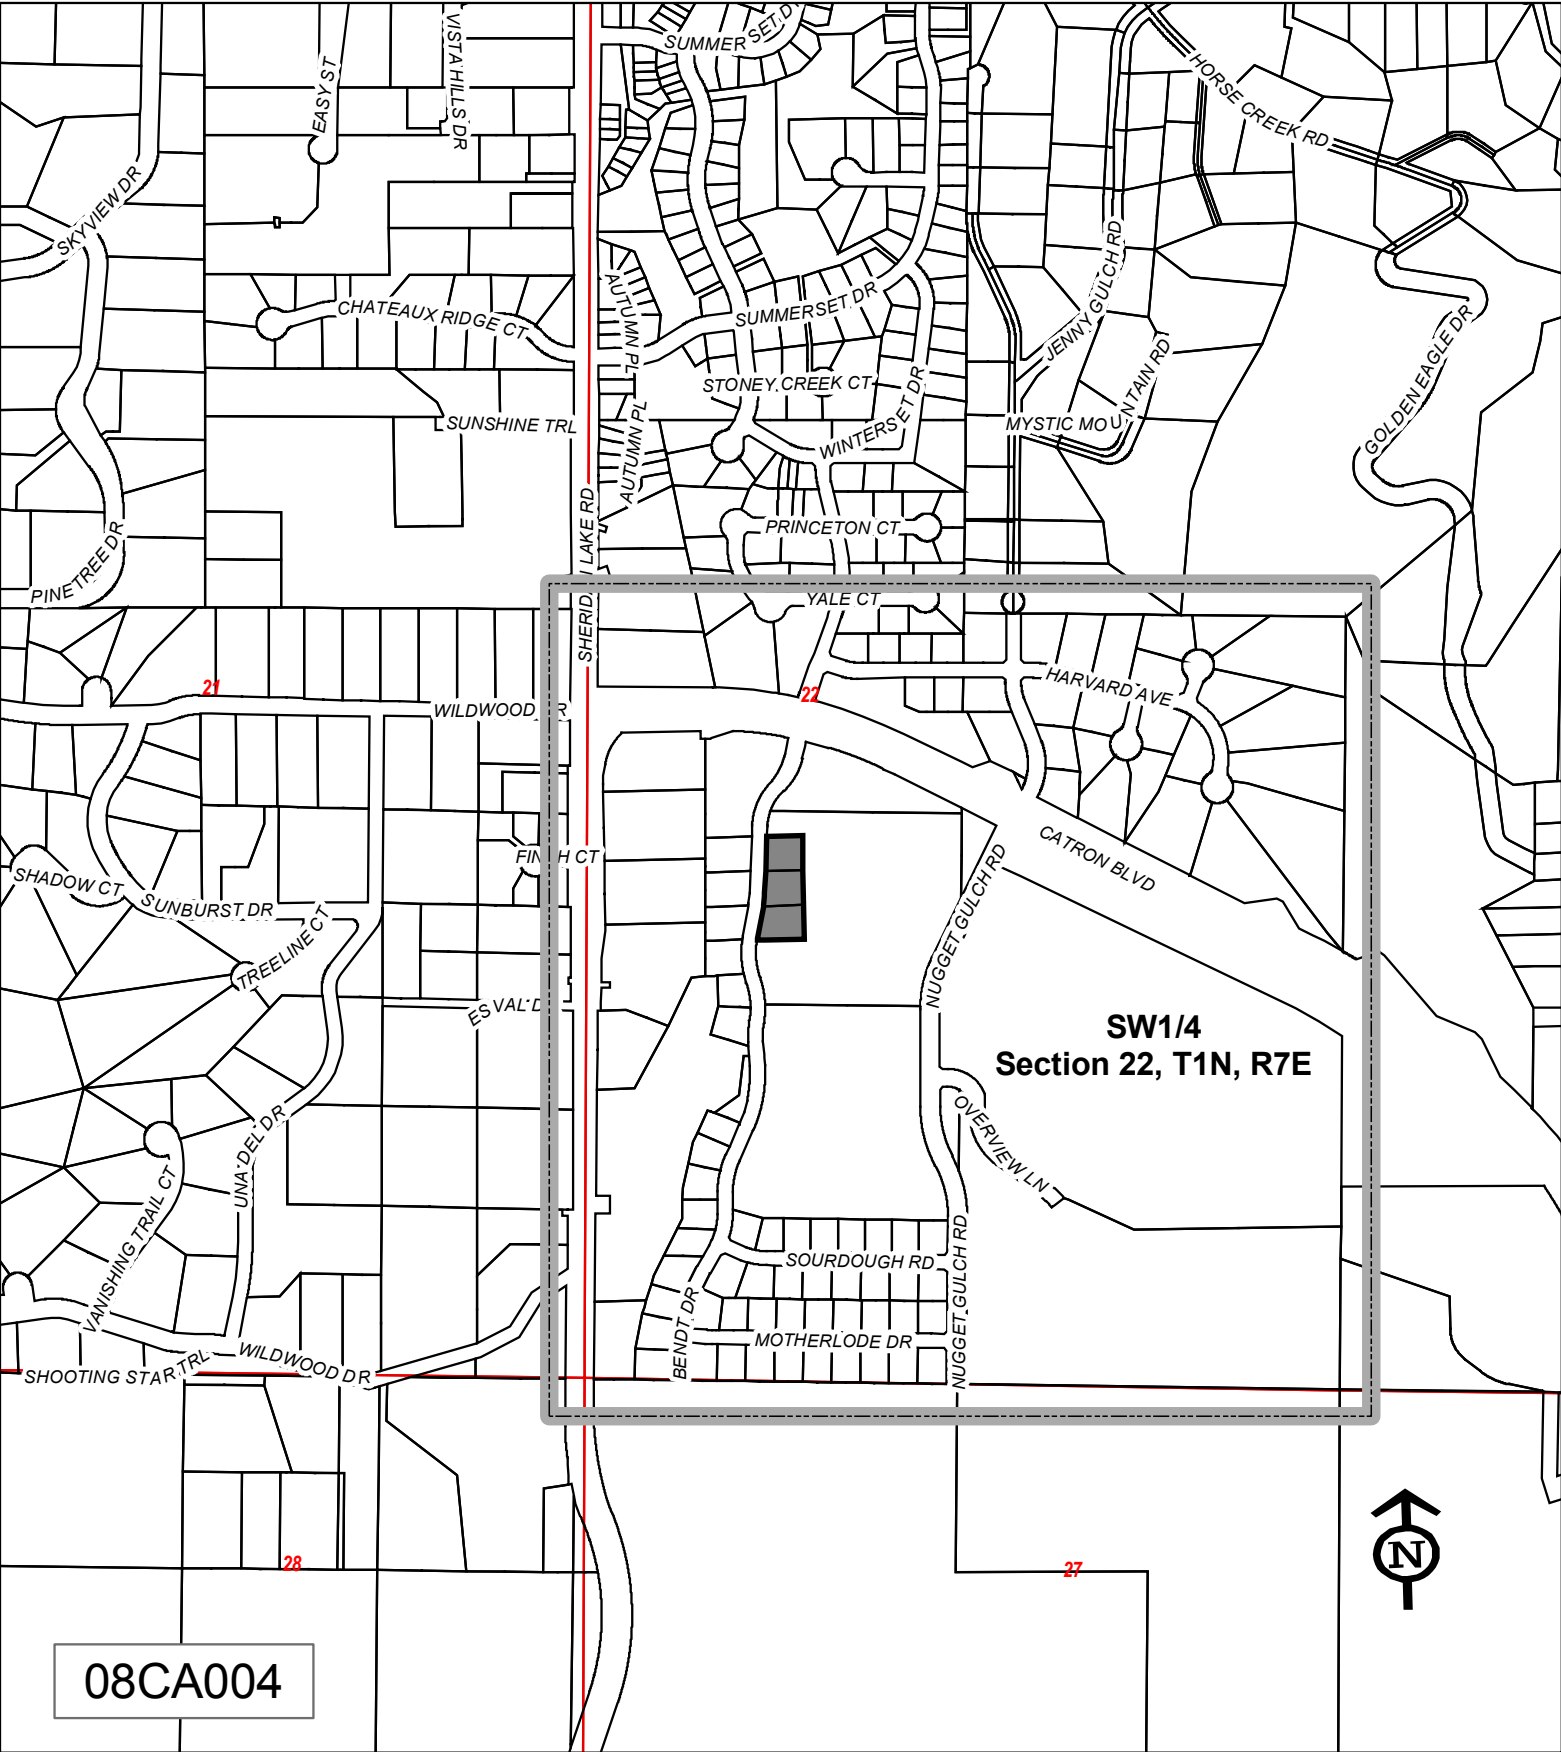 SUMMER SET DR
EASY ST
VISTA HILLS DR
HORSE CREEK RD
SKYVIEW DR
JENNY GULCH RD
AUTUMN PL
CHATEAUX RIDGE CT
SUMMERSET DR
GOLDEN EAGLE DR
MYSTIC MOUNTAIN RD
STONEY CREEK CT
SUNSHINE TRL
AUTUMN PL
WINTERSET DR
SHERIDAN LAKE RD
PRINCETON CT
PINETREE DR
YALE CT
HARVARD AVE
21
22
WILDWOOD DR
FINCH CT
CATRON BLVD
SHADOW CT
SUNBURST DR
TREELINE CT
NUGGET GULCH RD
SW1/4
Section 22, T1N, R7E
OVERVIEW LN
UNA DEL DR
VANISHING TRAIL CT
SOURDOUGH RD
NUGGET GULCH RD
BENDT DR
MOTHERLODE DR
SHOOTING STAR TRL
WILDWOOD DR
28
27
N
08CA004